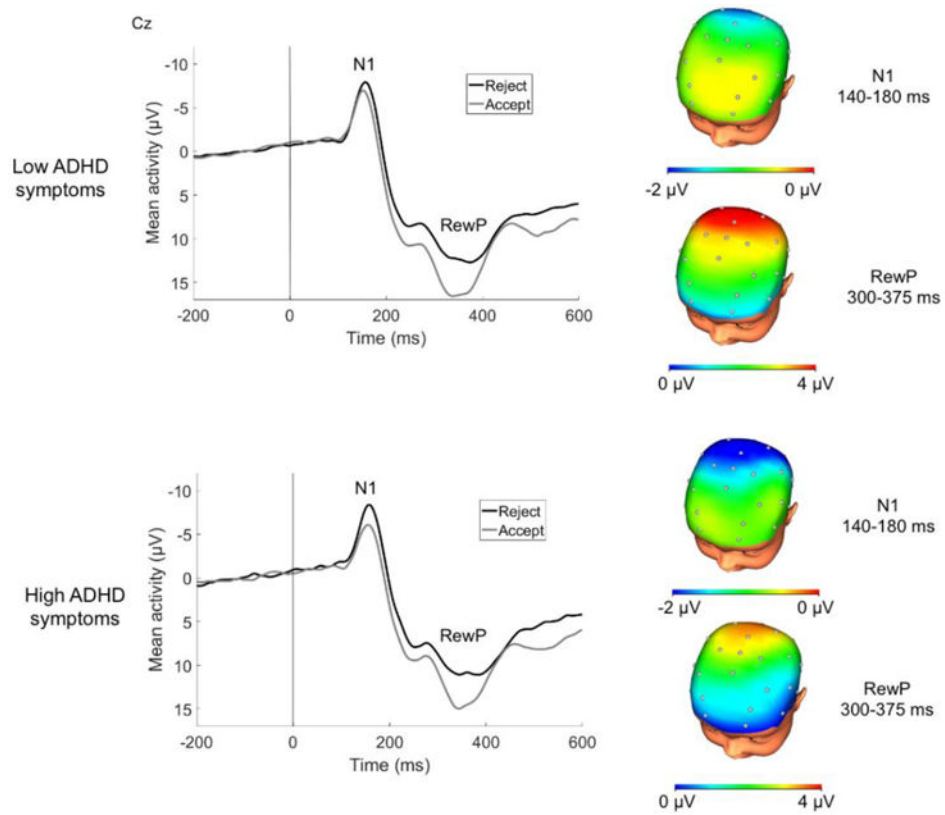 Cz
Low ADHD
symptoms
Mean activity (µV)
-10
-5
0
5
10
15
N1
Reject
Accept
RewP
-200
0
200
400
600
Time (ms)
N1
140-180 ms
-2 µV
0 µV
RewP
300-375 ms
0 µV
4 µV
High ADHD
symptoms
Mean activity (µV)
-10
-5
0
5
10
15
N1
Reject
Accept
RewP
-200
0
200
400
600
Time (ms)
N1
140-180 ms
-2 µV
0 µV
RewP
300-375 ms
0 µV
4 µV